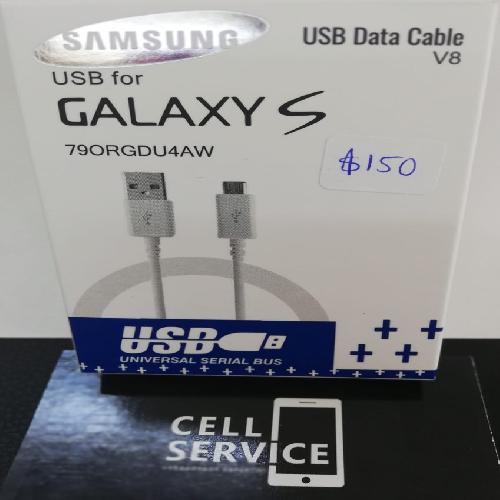 SAMSUNG
USB Data Cable
V8
USB for
GALAXY S
79ORGDU4AW
$150
USB
UNIVERSAL SERIAL BUS
CELL
SERVICE